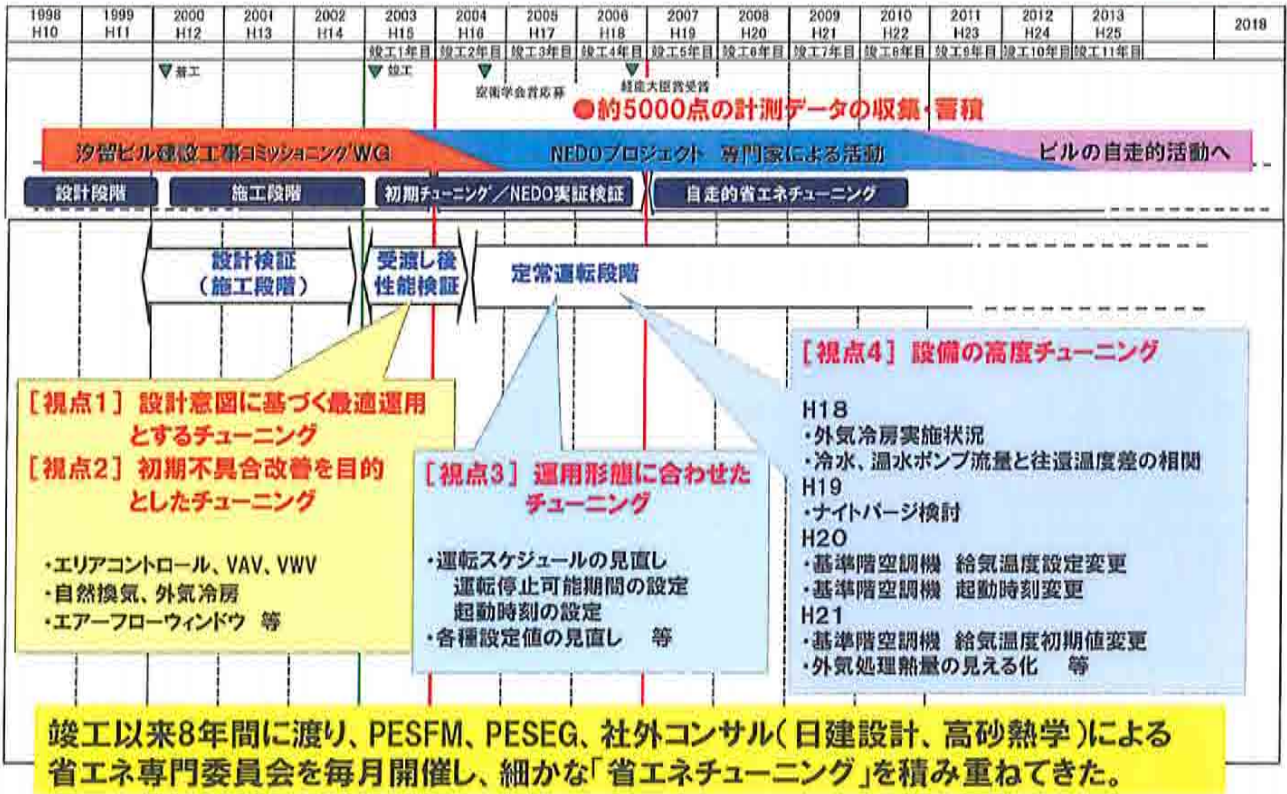 1998 1999 2000 2001 2002 2003 2004 2005 2006 2007 2008 2009 2010 2011 2012 2013 2018
H10 H11 H12 H13 H14 H15 H16 H17 H18 H19 H20 H21 H22 H23 H24 H25
竣工1年目 竣工2年目 竣工3年目 竣工4年目 竣工5年目 竣工6年目 竣工7年目 竣工8年目 竣工9年目 竣工10年目 竣工11年目
▼着工 ▼竣工
空衛学会賞応募 経産大臣賞受賞
●約5000点の計測データの収集・蓄積
汐留ビル建設工事コミッショニングWG NEDOプロジェクト 専門家による活動 ビルの自走的活動へ
設計段階 施工段階 初期チューニング/NEDO実証検証 自走的省エネチューニング
設計検証
(施工段階)
受渡し後
性能検証
定常運転段階
[視点1] 設計意図に基づく最適運用
とするチューニング
[視点2] 初期不具合改善を目的
としたチューニング
・エリアコントロール、VAV、VWV
・自然換気、外気冷房
・エアーフローウィンドウ 等
[視点3] 運用形態に合わせた
チューニング
・運転スケジュールの見直し
運転停止可能期間の設定
起動時刻の設定
・各種設定値の見直し 等
[視点4] 設備の高度チューニング
H18
・外気冷房実施状況
・冷水、温水ポンプ流量と往還温度差の相関
H19
・ナイトパージ検討
H20
・基準階空調機 給気温度設定変更
・基準階空調機 起動時刻変更
H21
・基準階空調機 給気温度初期値変更
・外気処理熱量の見える化 等
竣工以来8年間に渡り、PESFM、PESEG、社外コンサル(日建設計、高砂熱学)による
省エネ専門委員会を毎月開催し、細かな「省エネチューニング」を積み重ねてきた。